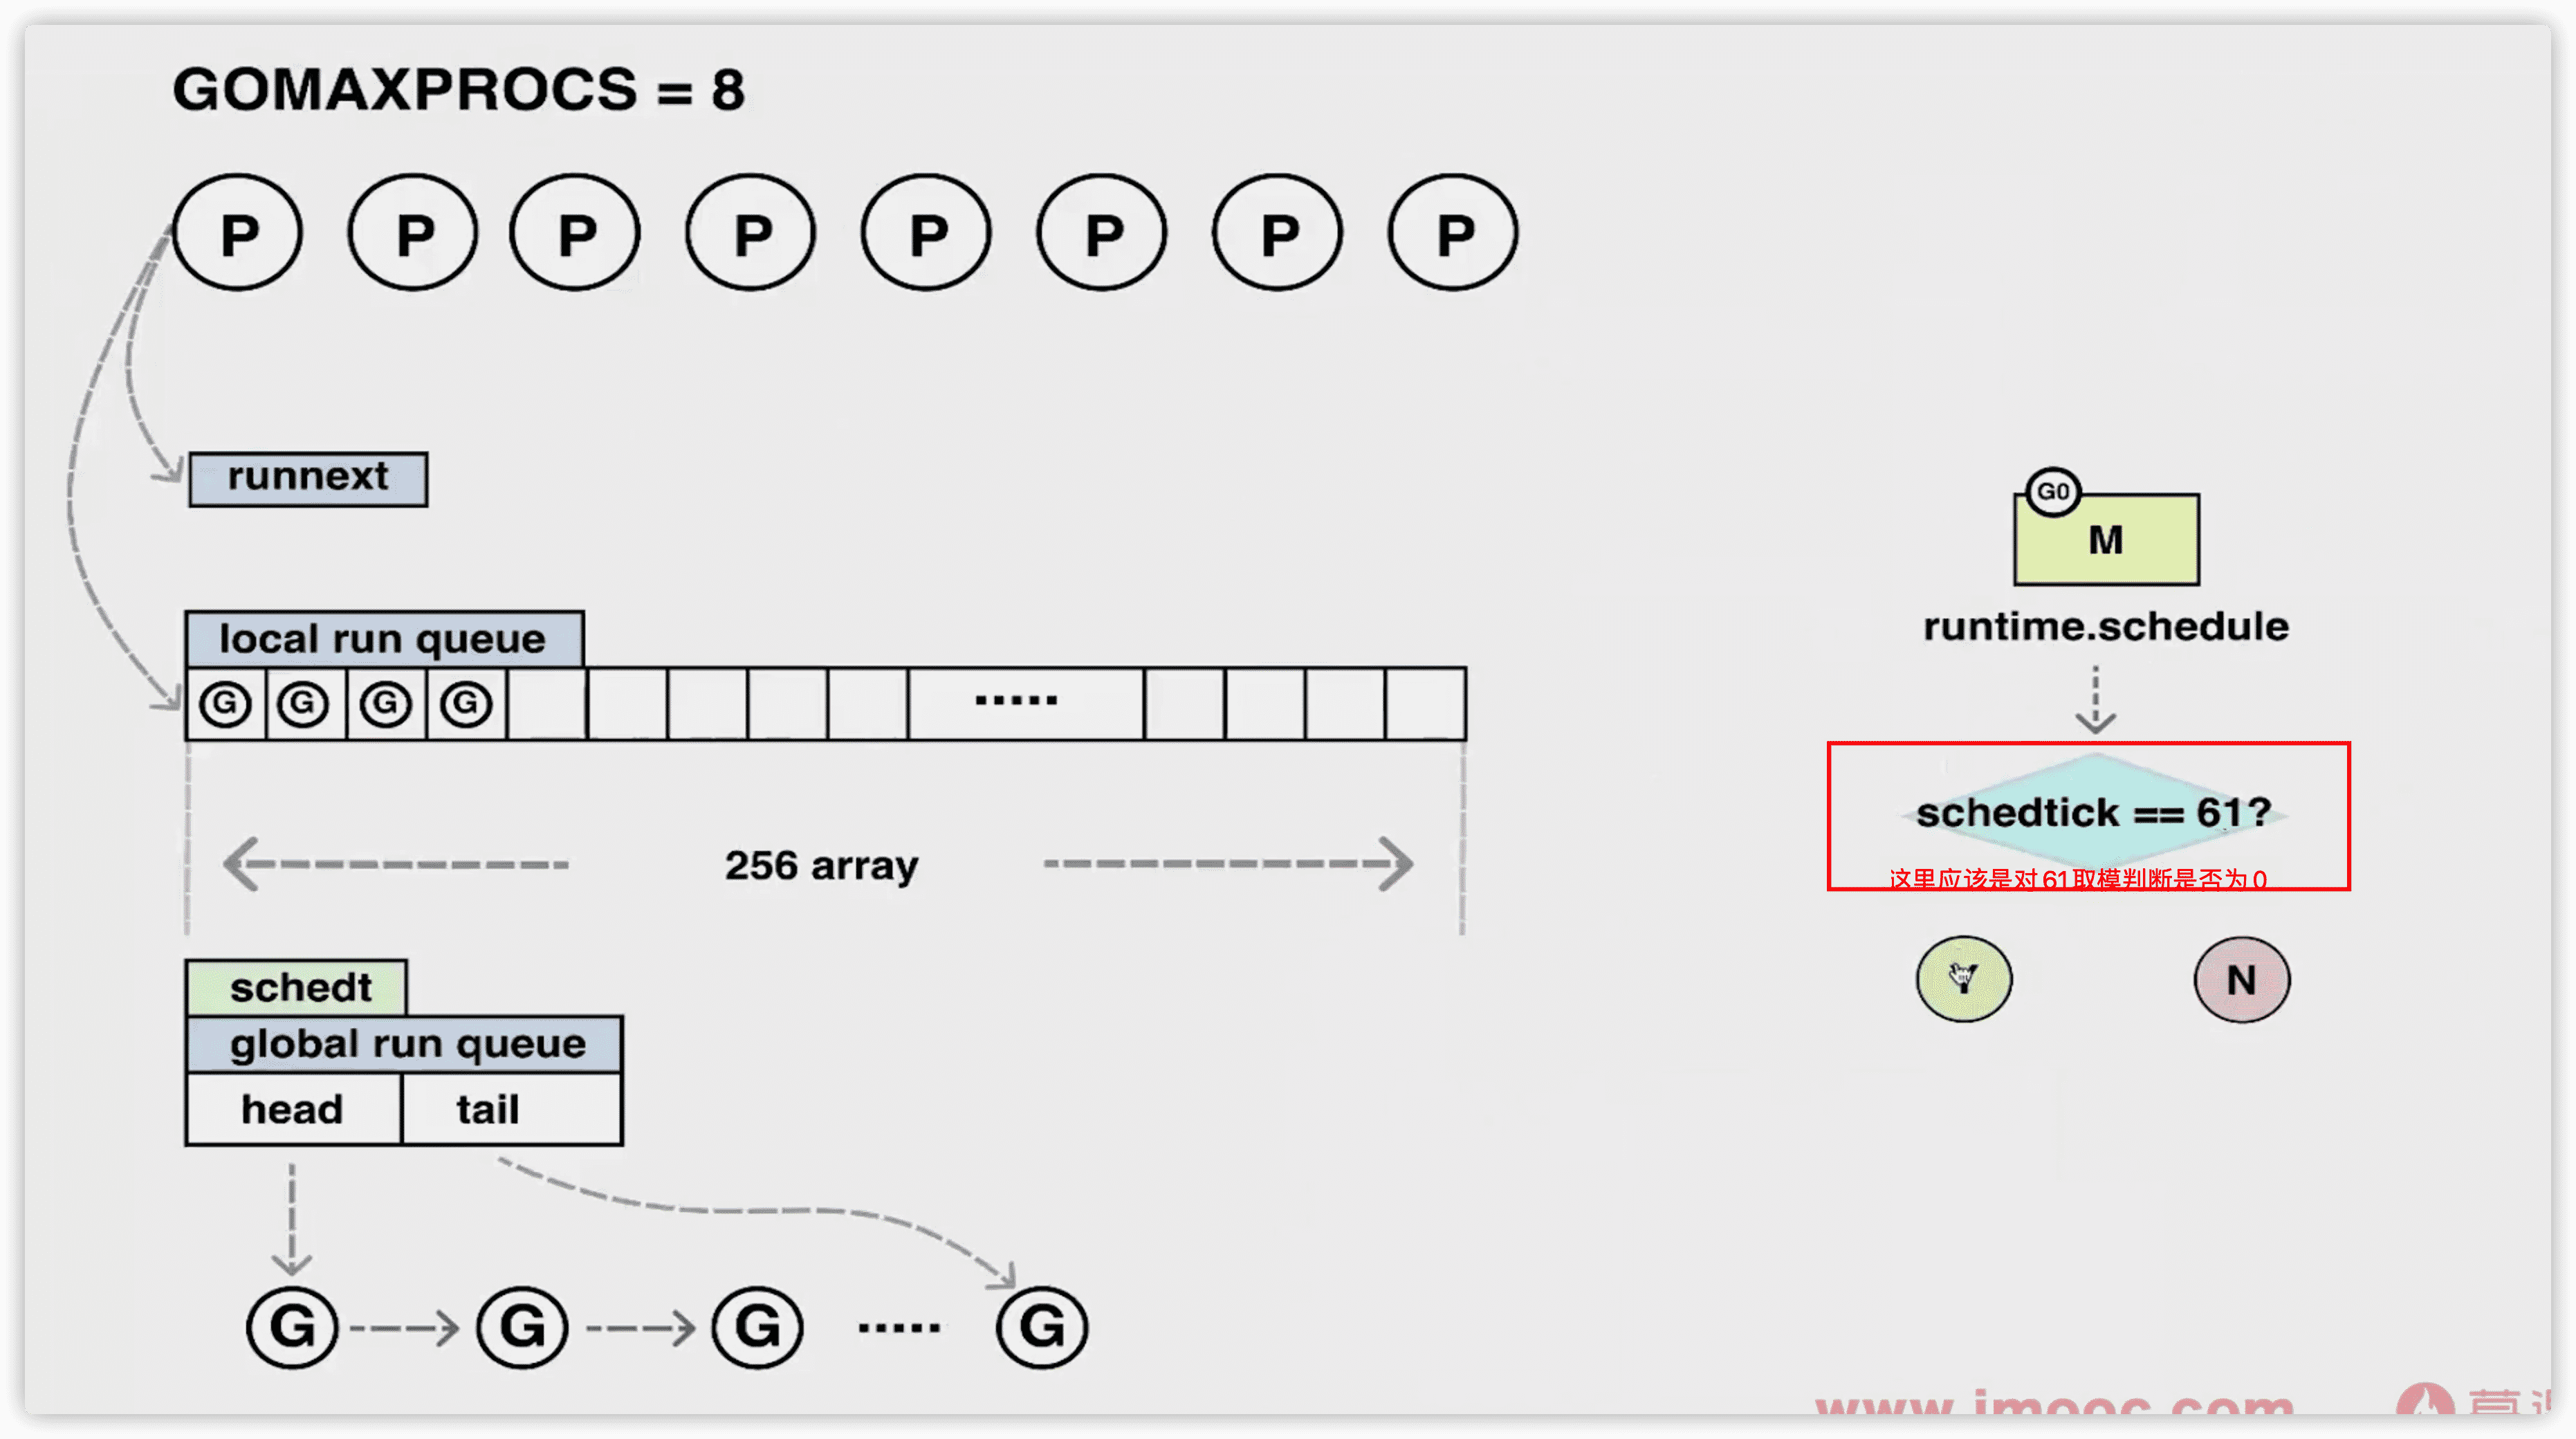 GOMAXPROCS = 8
P P P P P P P P
runnext
local run queue
G G G G .....
256 array
schedt
global run queue
head tail
G G G ..... G
G0
M
runtime.schedule
schedtick == 61?
这里应该是对61取模判断是否为0
Y N
www.imooc.com